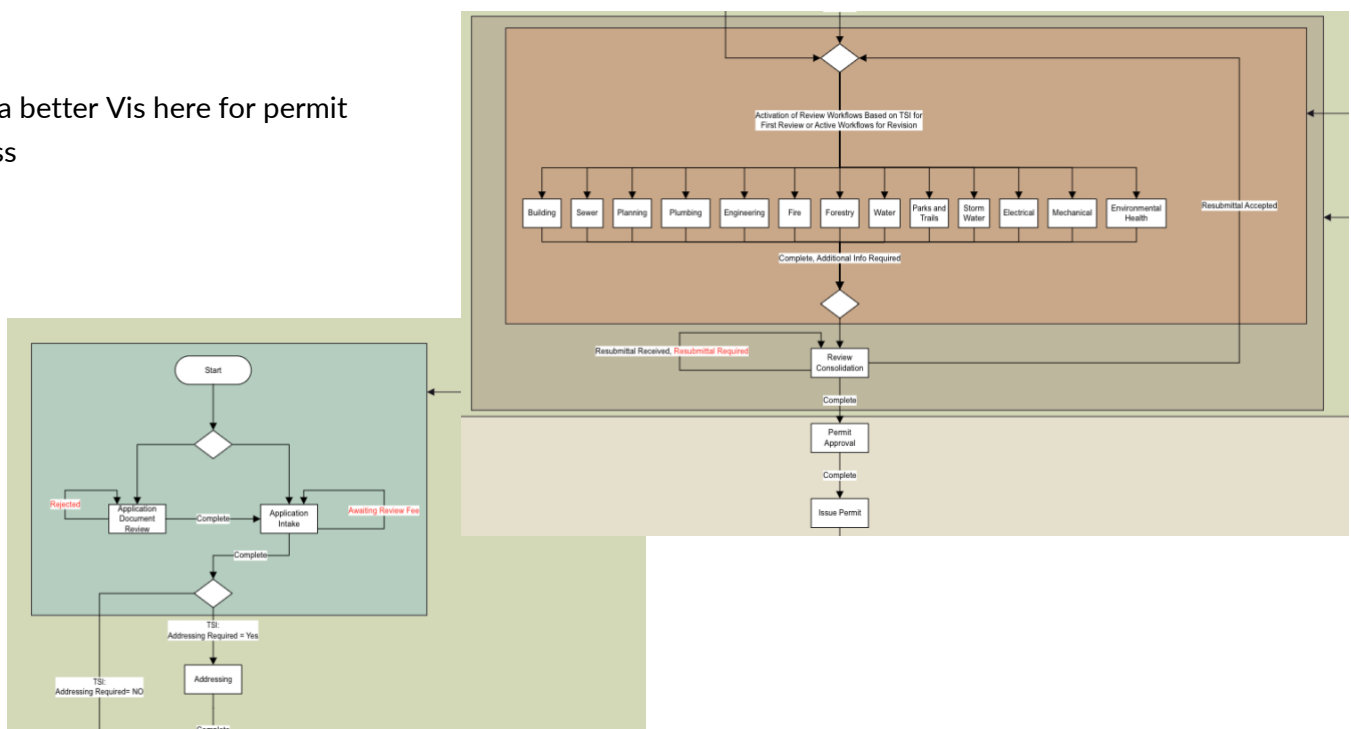 a better Vis here for permit
ss
Activation of Review Workflows Based on TSI for
First Review or Active Workflows for Revision
Building
Sewer
Planning
Plumbing
Engineering
Fire
Forestry
Water
Parks and
Trails
Storm
Water
Electrical
Mechanical
Environmental
Health
Resubmittal Accepted
Complete, Additional Info Required
Resubmittal Received, Resubmittal Required
Review
Consolidation
Complete
Permit
Approval
Complete
Issue Permit
Start
Rejected
Application
Document
Review
Complete
Application
Intake
Awaiting Review Fee
Complete
TSI:
Addressing Required = Yes
TSI:
Addressing Required= NO
Addressing
Complete